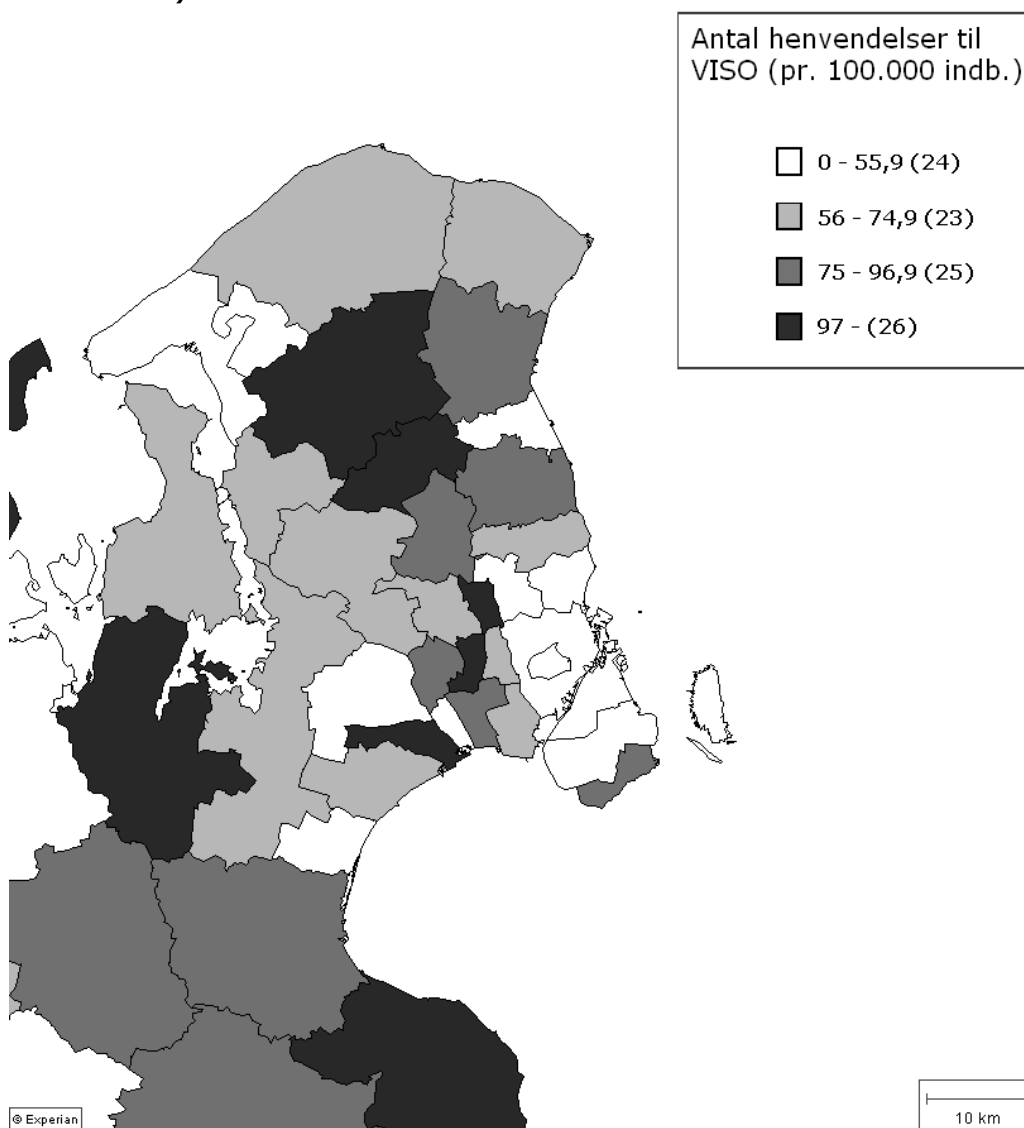 Antal henvendelser til
VISO (pr. 100.000 indb.)
0 - 55,9 (24)
56 - 74,9 (23)
75 - 96,9 (25)
97 - (26)
© Experian
10 km